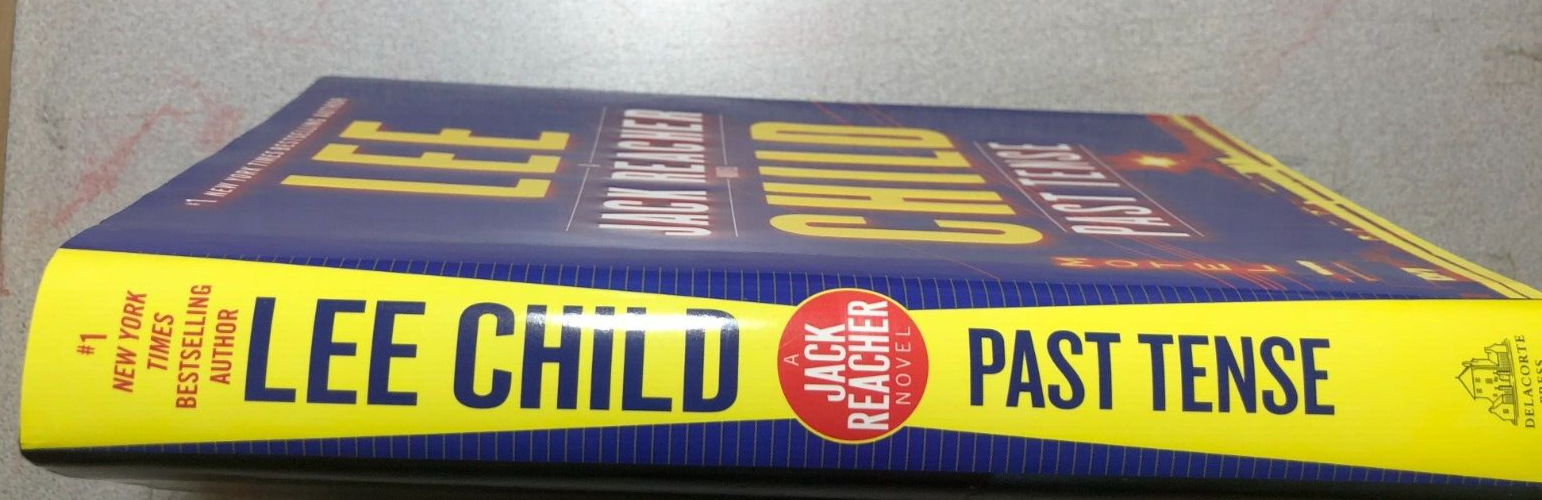 #1 NEW YORK TIMES BESTSELLING AUTHOR
LEE
JACK REACHER
CHILD
PAST TENSE
MOTEL
#1
NEW YORK
TIMES
BESTSELLING
AUTHOR
LEE CHILD
A
JACK
REACHER
NOVEL
PAST TENSE
DELACORTE
PRESS